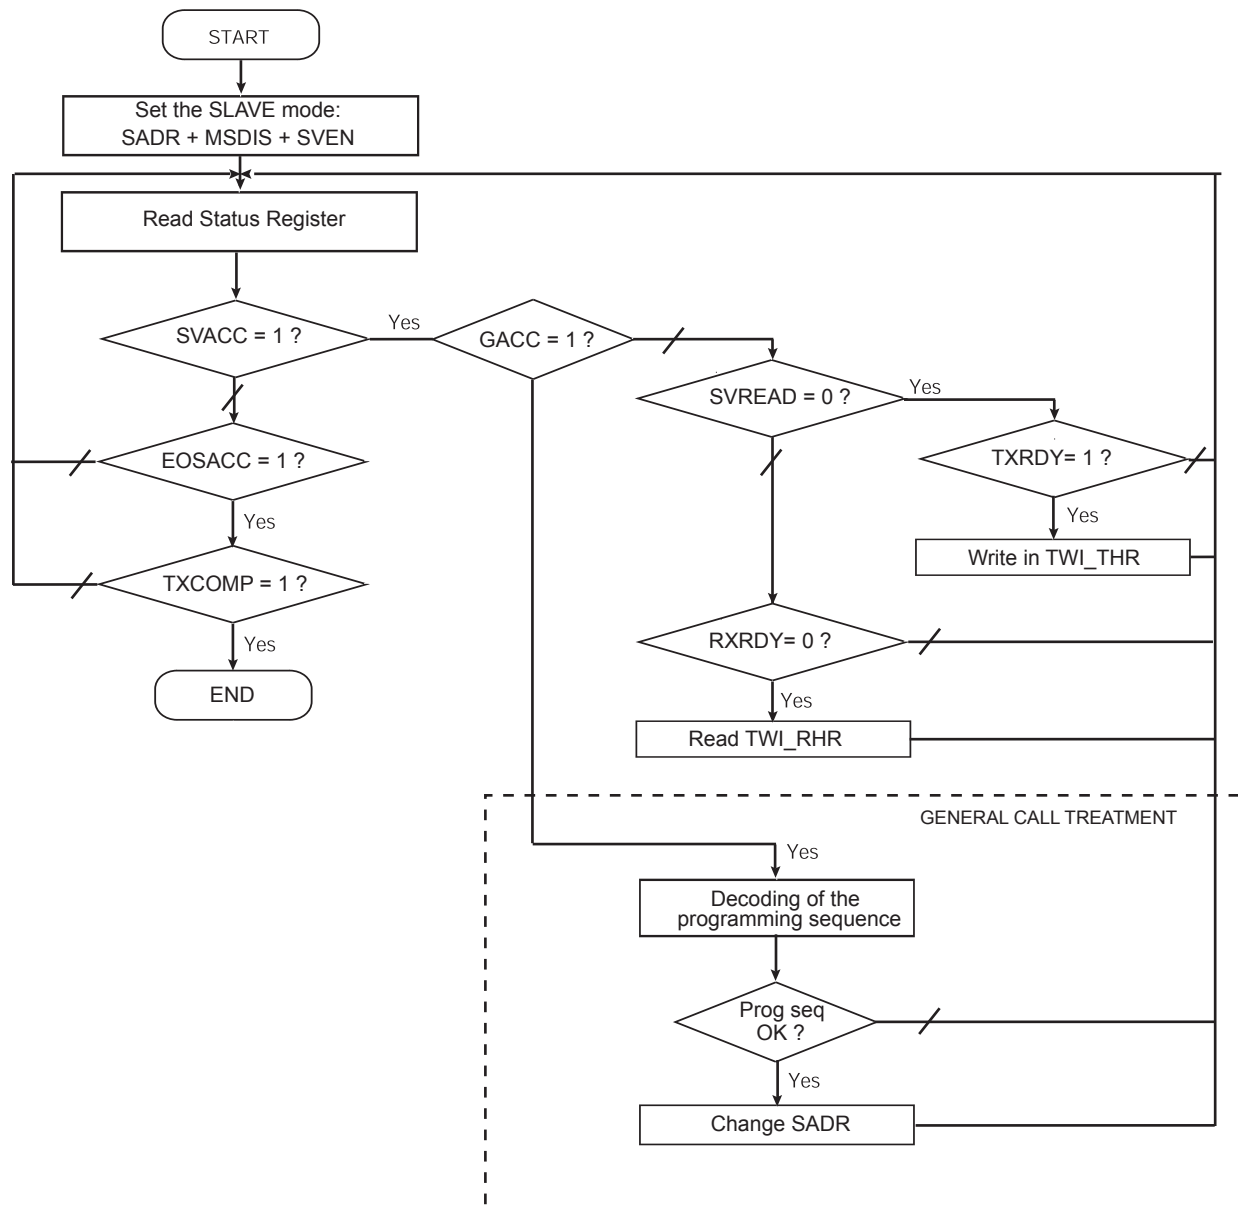 START
Set the SLAVE mode:
SADR + MSDIS + SVEN
Read Status Register
SVACC = 1 ?
Yes
GACC = 1 ?
SVREAD = 0 ?
Yes
EOSACC = 1 ?
TXRDY= 1 ?
Yes
Yes
Write in TWI_THR
TXCOMP = 1 ?
Yes
RXRDY= 0 ?
END
Yes
Read TWI_RHR
GENERAL CALL TREATMENT
Yes
Decoding of the
programming sequence
Prog seq
OK ?
Yes
Change SADR